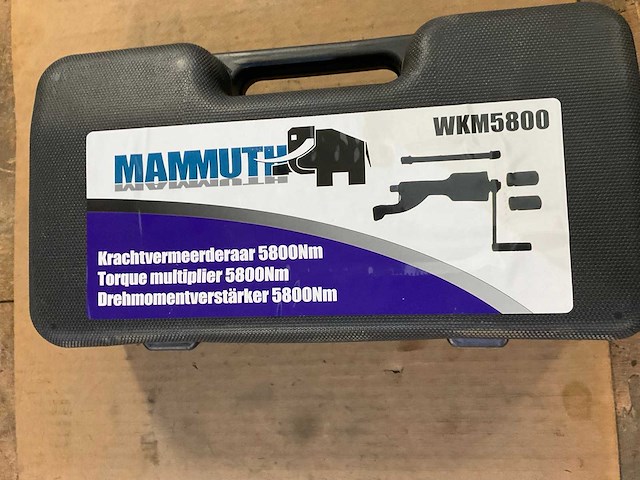 WKM5800
MAMMUTH
Krachtvermeerderaar 5800Nm
Torque multiplier 5800Nm
Drehmomentverstärker 5800Nm